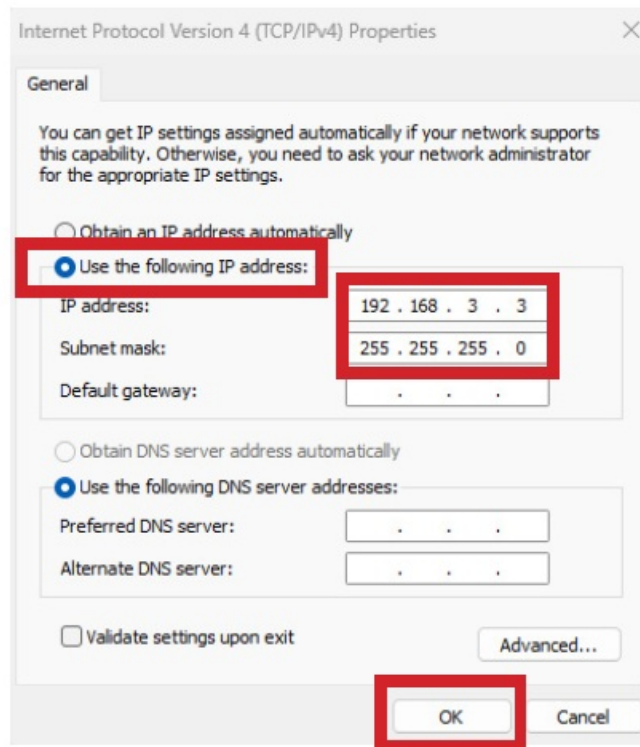 Internet Protocol Version 4 (TCP/IPv4) Properties
General
You can get IP settings assigned automatically if your network supports
this capability. Otherwise, you need to ask your network administrator
for the appropriate IP settings.
Obtain an IP address automatically
Use the following IP address:
IP address: 192 . 168 . 3 . 3
Subnet mask: 255 . 255 . 255 . 0
Default gateway: . . .
Obtain DNS server address automatically
Use the following DNS server addresses:
Preferred DNS server: . . .
Alternate DNS server: . . .
Validate settings upon exit
Advanced...
OK Cancel